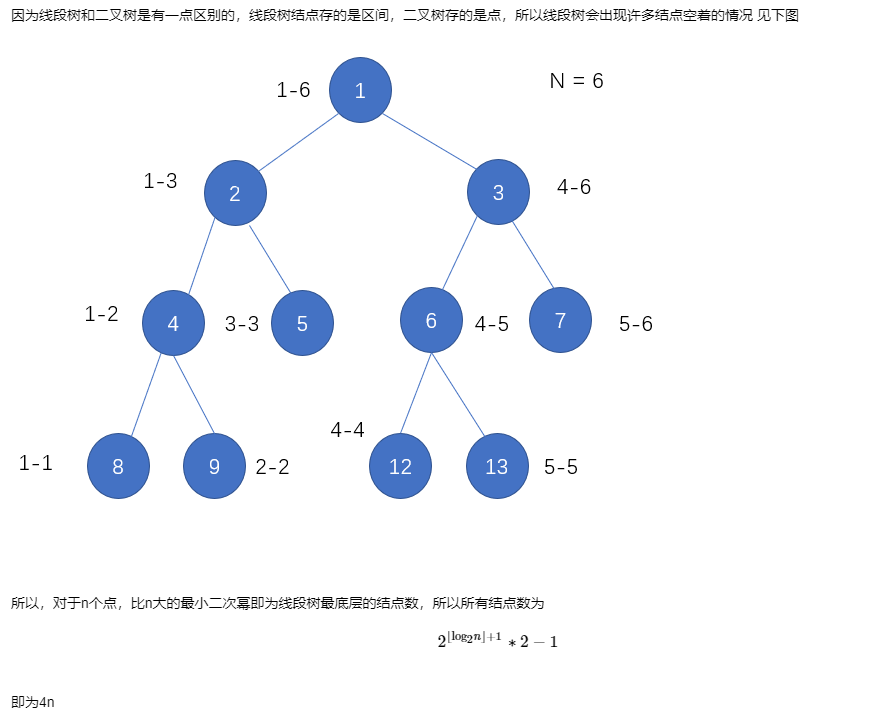 因为线段树和二叉树是有一点区别的，线段树结点存的是区间，二叉树存的是点，所以线段树会出现许多结点空着的情况 见下图
1-6 1 N = 6
1-3 2 3 4-6
1-2 4 3-3 5 6 4-5 7 5-6
4-4
1-1 8 9 2-2 12 13 5-5
所以，对于n个点，比n大的最小二次幂即为线段树最底层的结点数，所以所有结点数为
2^{⌊log₂n⌋+1} * 2 − 1
即为4n